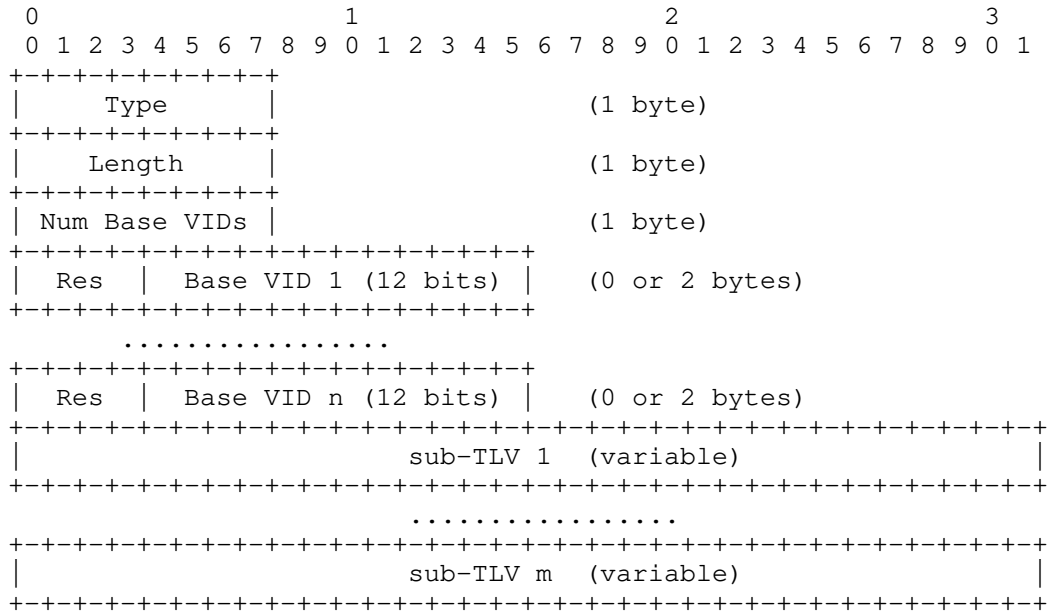 0                   1                   2                   3
 0 1 2 3 4 5 6 7 8 9 0 1 2 3 4 5 6 7 8 9 0 1 2 3 4 5 6 7 8 9 0 1
+-+-+-+-+-+-+-+-+
|     Type      |                   (1 byte)
+-+-+-+-+-+-+-+-+
|    Length     |                   (1 byte)
+-+-+-+-+-+-+-+-+
| Num Base VIDs |                   (1 byte)
+-+-+-+-+-+-+-+-+-+-+-+-+-+-+-+-+
|  Res  |  Base VID 1 (12 bits) |   (0 or 2 bytes)
+-+-+-+-+-+-+-+-+-+-+-+-+-+-+-+-+
       .................
+-+-+-+-+-+-+-+-+-+-+-+-+-+-+-+-+
|  Res  |  Base VID n (12 bits) |   (0 or 2 bytes)
+-+-+-+-+-+-+-+-+-+-+-+-+-+-+-+-+-+-+-+-+-+-+-+-+-+-+-+-+-+-+-+-+
|                        sub-TLV 1  (variable)                  |
+-+-+-+-+-+-+-+-+-+-+-+-+-+-+-+-+-+-+-+-+-+-+-+-+-+-+-+-+-+-+-+-+
                         .................
+-+-+-+-+-+-+-+-+-+-+-+-+-+-+-+-+-+-+-+-+-+-+-+-+-+-+-+-+-+-+-+-+
|                        sub-TLV m  (variable)                  |
+-+-+-+-+-+-+-+-+-+-+-+-+-+-+-+-+-+-+-+-+-+-+-+-+-+-+-+-+-+-+-+-+